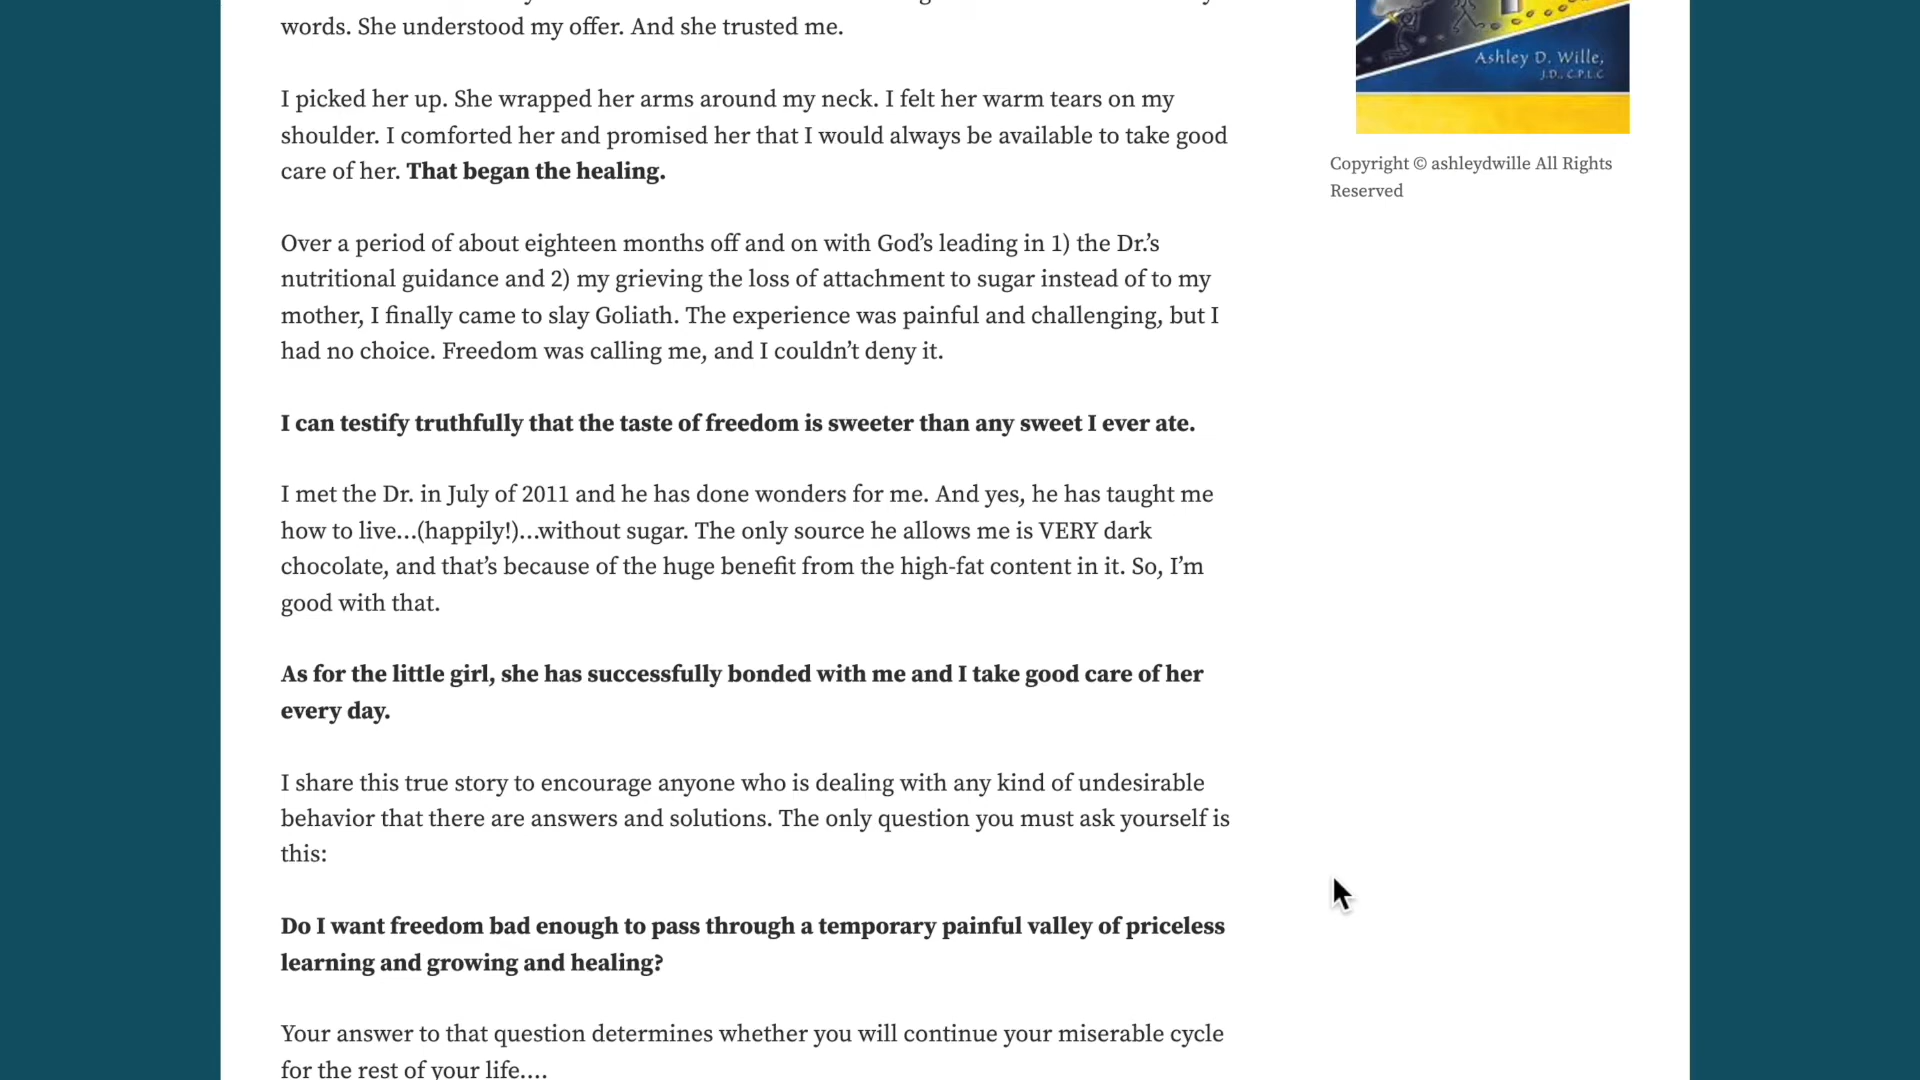 words. She understood my offer. And she trusted me.
I picked her up. She wrapped her arms around my neck. I felt her warm tears on my
shoulder. I comforted her and promised her that I would always be available to take good
care of her. That began the healing.
Over a period of about eighteen months off and on with God’s leading in 1) the Dr.’s
nutritional guidance and 2) my grieving the loss of attachment to sugar instead of to my
mother, I finally came to slay Goliath. The experience was painful and challenging, but I
had no choice. Freedom was calling me, and I couldn’t deny it.
I can testify truthfully that the taste of freedom is sweeter than any sweet I ever ate.
I met the Dr. in July of 2011 and he has done wonders for me. And yes, he has taught me
how to live…(happily!)…without sugar. The only source he allows me is VERY dark
chocolate, and that’s because of the huge benefit from the high-fat content in it. So, I’m
good with that.
As for the little girl, she has successfully bonded with me and I take good care of her
every day.
I share this true story to encourage anyone who is dealing with any kind of undesirable
behavior that there are answers and solutions. The only question you must ask yourself is
this:
Do I want freedom bad enough to pass through a temporary painful valley of priceless
learning and growing and healing?
Your answer to that question determines whether you will continue your miserable cycle
for the rest of your life….
Ashley D. Wille,
J.D., C.P.L.C
Copyright © ashleydwille All Rights
Reserved